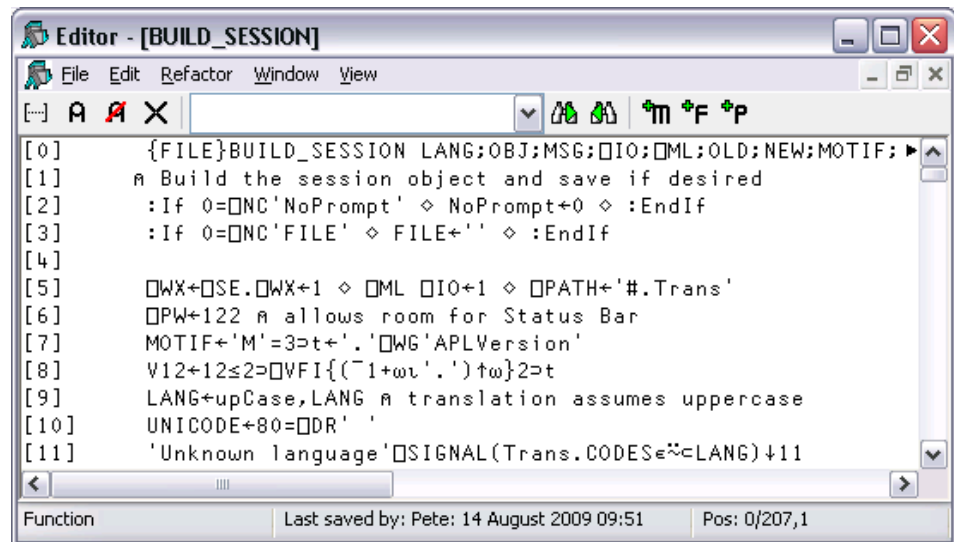 Editor - [BUILD_SESSION]
File Edit Refactor Window View
[0] {FILE}BUILD_SESSION LANG;OBJ;MSG;⎕IO;⎕ML;OLD;NEW;MOTIF;
[1] ⍝ Build the session object and save if desired
[2] :If 0=⎕NC'NoPrompt' ⋄ NoPrompt←0 ⋄ :EndIf
[3] :If 0=⎕NC'FILE' ⋄ FILE←'' ⋄ :EndIf
[4]
[5] ⎕WX←⎕SE.⎕WX←1 ⋄ ⎕ML ⎕IO←1 ⋄ ⎕PATH←'#.Trans'
[6] ⎕PW←122 ⍝ allows room for Status Bar
[7] MOTIF←'M'=3⊃t←'.'⎕WG'APLVersion'
[8] V12←12≤2⊃⎕VFI{(¯1+⍵⍳'.')↑⍵}2⊃t
[9] LANG←upCase,LANG ⍝ translation assumes uppercase
[10] UNICODE←80=⎕DR' '
[11] 'Unknown language'⎕SIGNAL(Trans.CODES∊⍨⊂LANG)↓11
Function Last saved by: Pete: 14 August 2009 09:51 Pos: 0/207,1